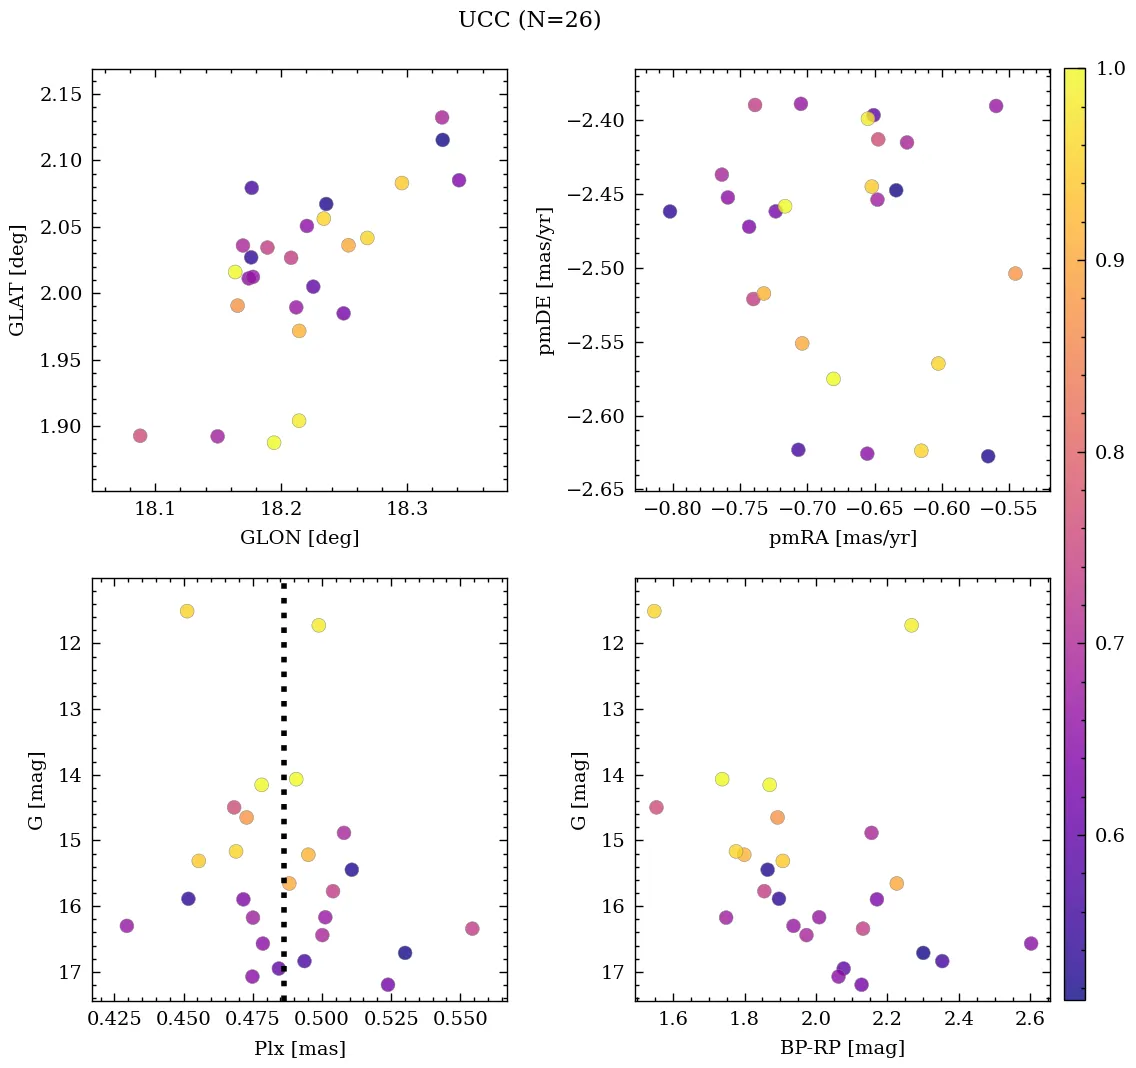 UCC (N=26)
2.15
2.10
2.05
2.00
1.95
1.90
GLAT [deg]
18.1 18.2 18.3
GLON [deg]
−2.40
−2.45
−2.50
−2.55
−2.60
−2.65
pmDE [mas/yr]
−0.80 −0.75 −0.70 −0.65 −0.60 −0.55
pmRA [mas/yr]
12
13
14
15
16
17
G [mag]
0.425 0.450 0.475 0.500 0.525 0.550
Plx [mas]
12
13
14
15
16
17
G [mag]
1.6 1.8 2.0 2.2 2.4 2.6
BP-RP [mag]
1.0
0.9
0.8
0.7
0.6